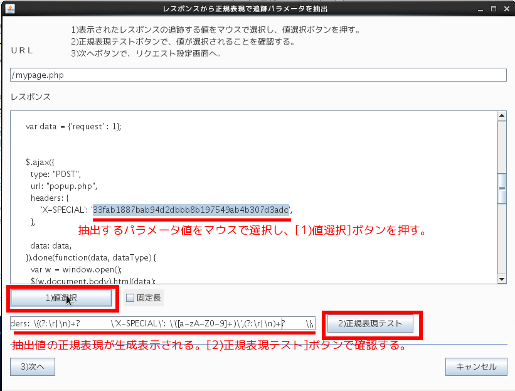 レスポンスから正規表現で追跡パラメータを抽出
1)表示されたレスポンスの追跡する値をマウスで選択し、値選択ボタンを押す。
2)正規表現テストボタンで、値が選択されることを確認する。
3)次へボタンで、リクエスト設定画面へ。
URL
/mypage.php
レスポンス
var data = {'request' : 1};
$.ajax({
type: "POST",
url: "popup.php",
headers: {
'X-SPECIAL': '33fab1887bab94d2dbbb8b197549ab4b307d3adc',
},
抽出するパラメータ値をマウスで選択し、[1)値選択]ボタンを押す。
data: data,
}).done(function(data, dataType) {
var w = window.open();
$(w.document.body).html(data);
1)値選択
固定長
ders: \{(?:\r|\n)+? \'X-SPECIAL\': \'([a-zA-Z0-9]+)\',(?:\r|\n)+? \},
2)正規表現テスト
抽出値の正規表現が生成表示される。[2)正規表現テスト]ボタンで確認する。
3)次へ
キャンセル